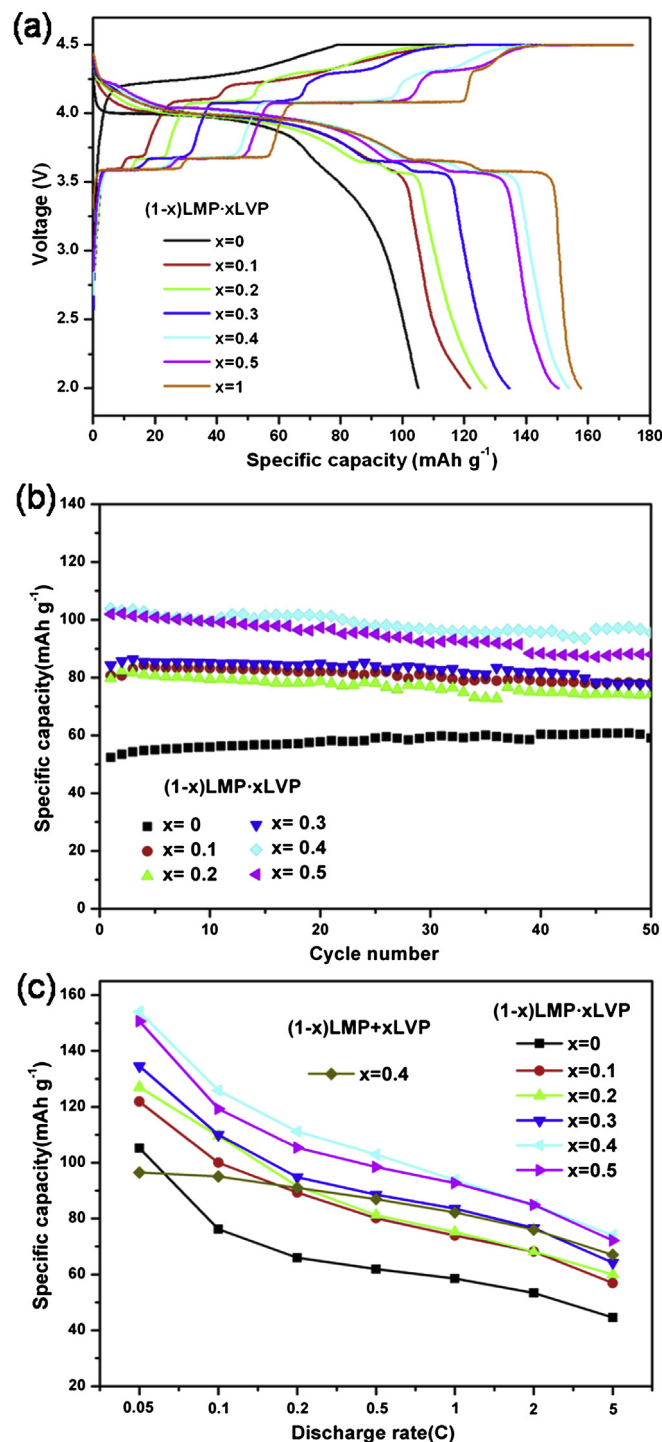 (a)
4.5
4.0
3.5
3.0
2.5
2.0
Voltage (V)
(1-x)LMP·xLVP
x=0
x=0.1
x=0.2
x=0.3
x=0.4
x=0.5
x=1
0 20 40 60 80 100 120 140 160 180
Specific capacity (mAh g-1)
(b)
140
120
100
80
60
40
20
0
Specific capacity(mAh g-1)
(1-x)LMP·xLVP
x= 0
x= 0.1
x= 0.2
x= 0.3
x= 0.4
x= 0.5
0 10 20 30 40 50
Cycle number
(c)
160
140
120
100
80
60
40
20
Specific capacity(mAh g-1)
(1-x)LMP+xLVP
x=0.4
(1-x)LMP·xLVP
x=0
x=0.1
x=0.2
x=0.3
x=0.4
x=0.5
0.05 0.1 0.2 0.5 1 2 5
Discharge rate(C)